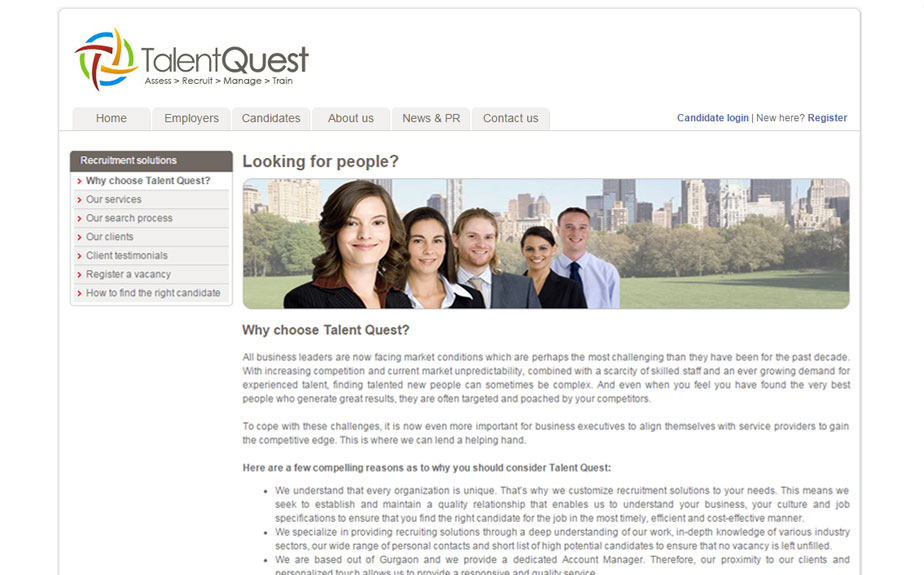 TalentQuest
Assess > Recruit > Manage > Train
Home
Employers
Candidates
About us
News & PR
Contact us
Candidate login | New here? Register
Recruitment solutions
Why choose Talent Quest?
Our services
Our search process
Our clients
Client testimonials
Register a vacancy
How to find the right candidate
Looking for people?
Why choose Talent Quest?
All business leaders are now facing market conditions which are perhaps the most challenging than they have been for the past decade.
With increasing competition and current market unpredictability, combined with a scarcity of skilled staff and an ever growing demand for
experienced talent, finding talented new people can sometimes be complex. And even when you feel you have found the very best
people who generate great results, they are often targeted and poached by your competitors.
To cope with these challenges, it is now even more important for business executives to align themselves with service providers to gain
the competitive edge. This is where we can lend a helping hand.
Here are a few compelling reasons as to why you should consider Talent Quest:
• We understand that every organization is unique. That's why we customize recruitment solutions to your needs. This means we
seek to establish and maintain a quality relationship that enables us to understand your business, your culture and job
specifications to ensure that you find the right candidate for the job in the most timely, efficient and cost-effective manner.
• We specialize in providing recruiting solutions through a deep understanding of our work, in-depth knowledge of various industry
sectors, our wide range of personal contacts and short list of high potential candidates to ensure that no vacancy is left unfilled.
• We are based out of Gurgaon and we provide a dedicated Account Manager. Therefore, our proximity to our clients and
personalized touch allows us to provide a responsive and quality service.